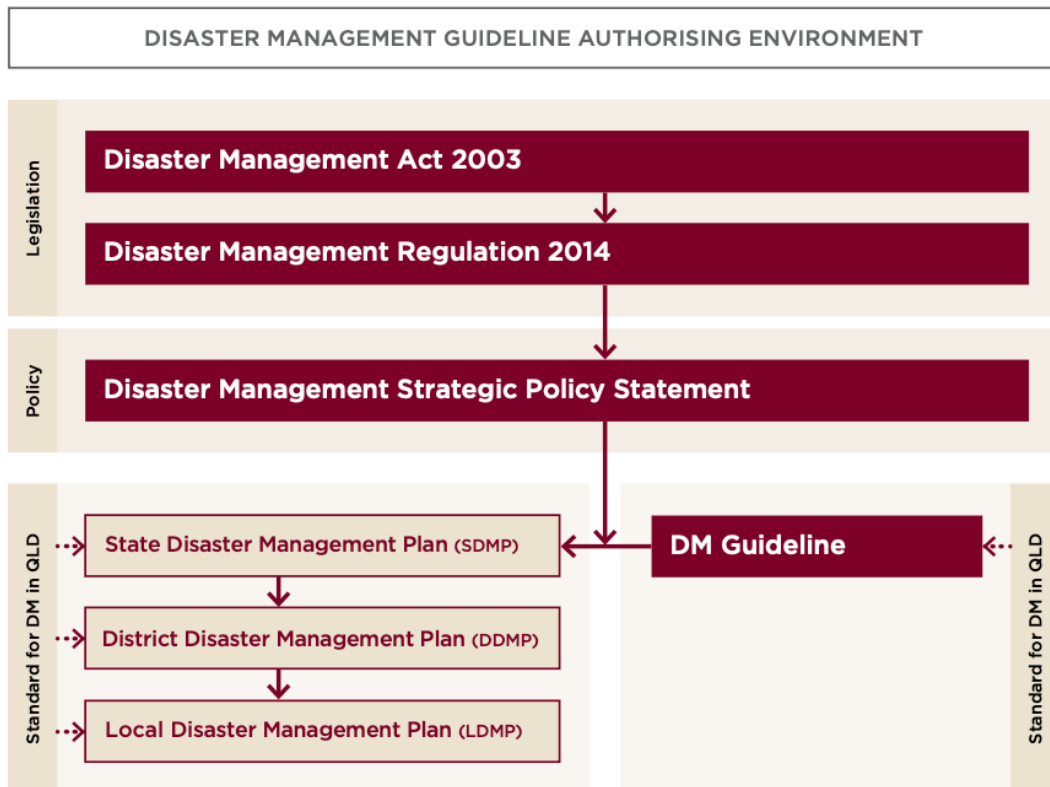 DISASTER MANAGEMENT GUIDELINE AUTHORISING ENVIRONMENT
Legislation
Disaster Management Act 2003
Disaster Management Regulation 2014
Policy
Disaster Management Strategic Policy Statement
Standard for DM in QLD
State Disaster Management Plan (SDMP)
District Disaster Management Plan (DDMP)
Local Disaster Management Plan (LDMP)
DM Guideline
Standard for DM in QLD